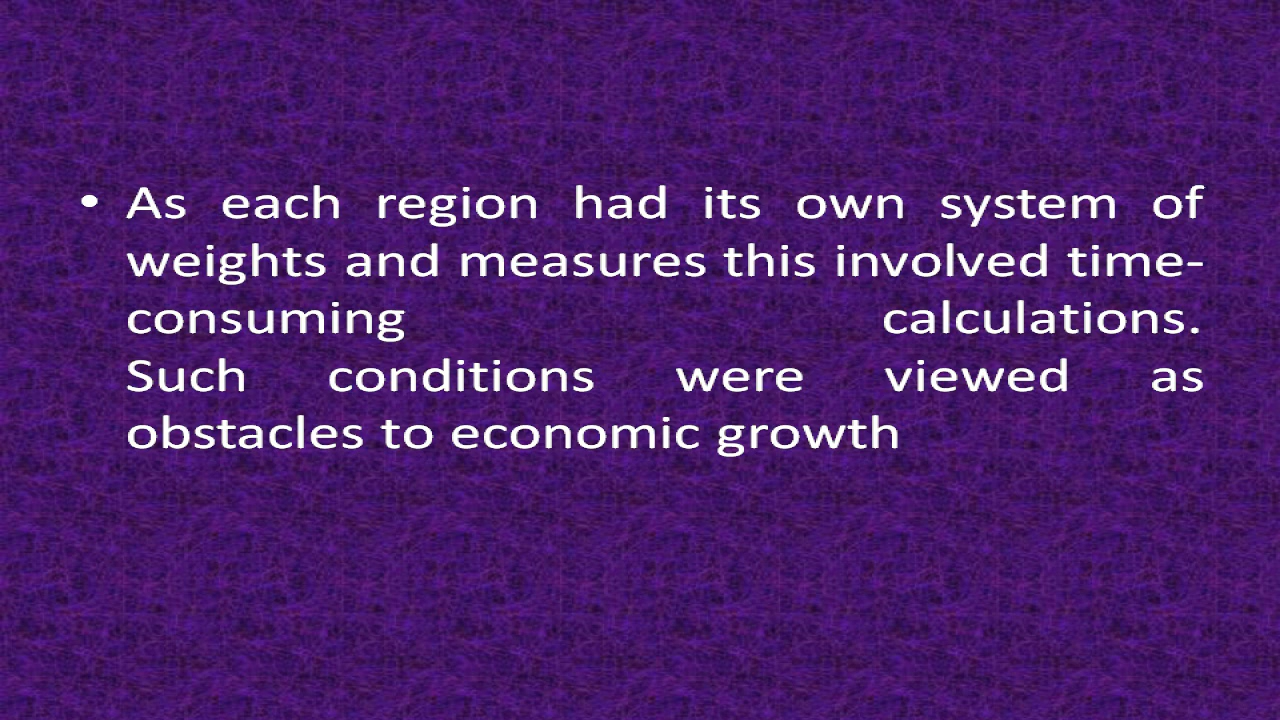 • As each region had its own system of
weights and measures this involved time-
consuming calculations.
Such conditions were viewed as
obstacles to economic growth